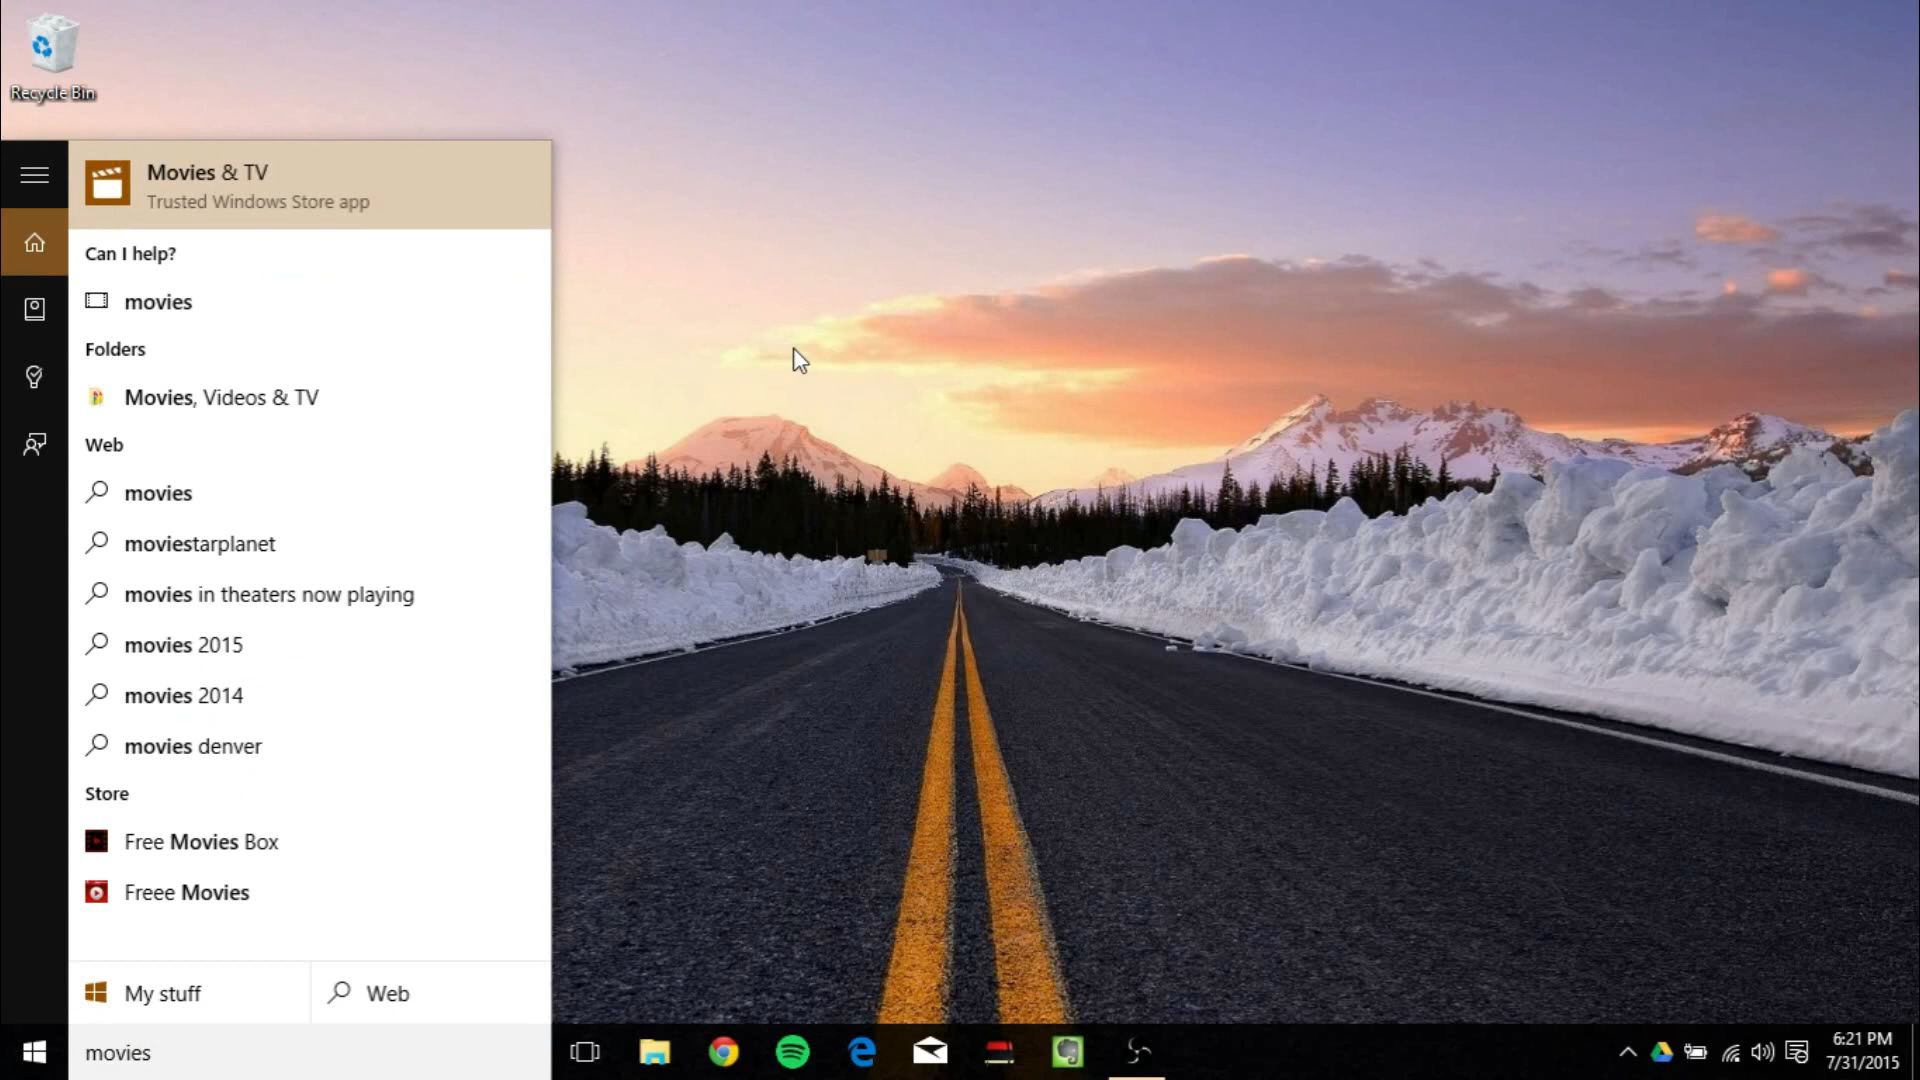 Recycle Bin
Movies & TV
Trusted Windows Store app
Can I help?
movies
Folders
Movies, Videos & TV
Web
movies
moviestarplanet
movies in theaters now playing
movies 2015
movies 2014
movies denver
Store
Free Movies Box
Freee Movies
My stuff
Web
movies
6:21 PM
7/31/2015